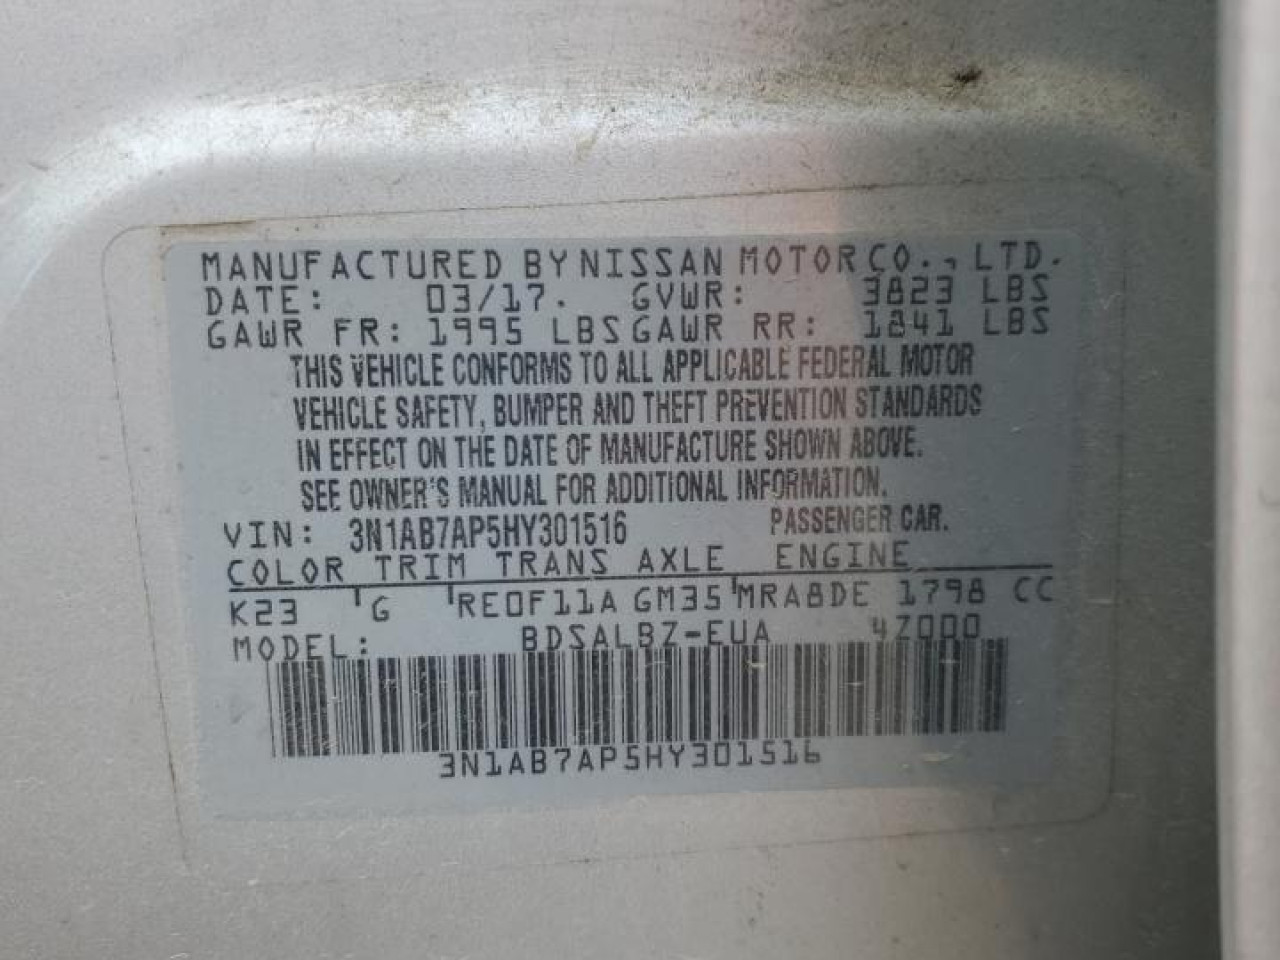 MANUFACTURED BY NISSAN MOTOR CO., LTD.
DATE: 03/17. GVWR: 3823 LBS
GAWR FR: 1995 LBS GAWR RR: 1841 LBS
THIS VEHICLE CONFORMS TO ALL APPLICABLE FEDERAL MOTOR
VEHICLE SAFETY, BUMPER AND THEFT PREVENTION STANDARDS
IN EFFECT ON THE DATE OF MANUFACTURE SHOWN ABOVE.
SEE OWNER'S MANUAL FOR ADDITIONAL INFORMATION.
VIN: 3N1AB7AP5HY301516 PASSENGER CAR.
COLOR TRIM TRANS AXLE ENGINE
K23 G RE0F11A GM35 MRA8DE 1798 CC
MODEL: BDSALBZ-EUA 4Z000
3N1AB7AP5HY301516